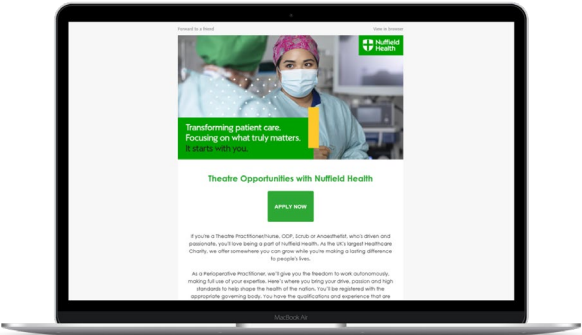 Forward to a friend
View in browser
Nuffield
Health
Transforming patient care.
Focusing on what truly matters.
It starts with you.
Theatre Opportunities with Nuffield Health
APPLY NOW
If you're a Theatre Practitioner/Nurse, ODP, Scrub or Anaesthetist, who's driven and
passionate, you'll love being a part of Nuffield Health. As the UK's largest Healthcare
Charity, we offer somewhere you can grow while you're making a lasting difference
to people's lives.
As a Perioperative Practitioner, we'll give you the freedom to work autonomously,
making full use of your expertise. Here's where you bring your drive, passion and high
standards to help shape the health of the nation. You'll be registered with the
appropriate governing body. You have the qualifications and experience that are
MacBook Air